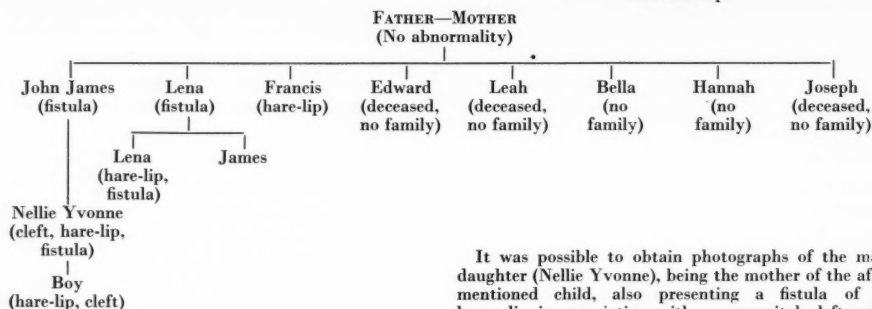 FATHER—MOTHER
(No abnormality)
John James Lena Francis Edward Leah Bella Hannah Joseph
(fistula) (fistula) (hare-lip) (deceased, (deceased, (no (no (deceased,
no family) no family) family) family) no family)
Lena James
(hare-lip,
fistula)
Nellie Yvonne
(cleft, hare-lip,
fistula)
Boy
(hare-lip, cleft)
It was possible to obtain photographs of the
daughter (Nellie Yvonne), being the mother of the
mentioned child, also presenting a fistula of